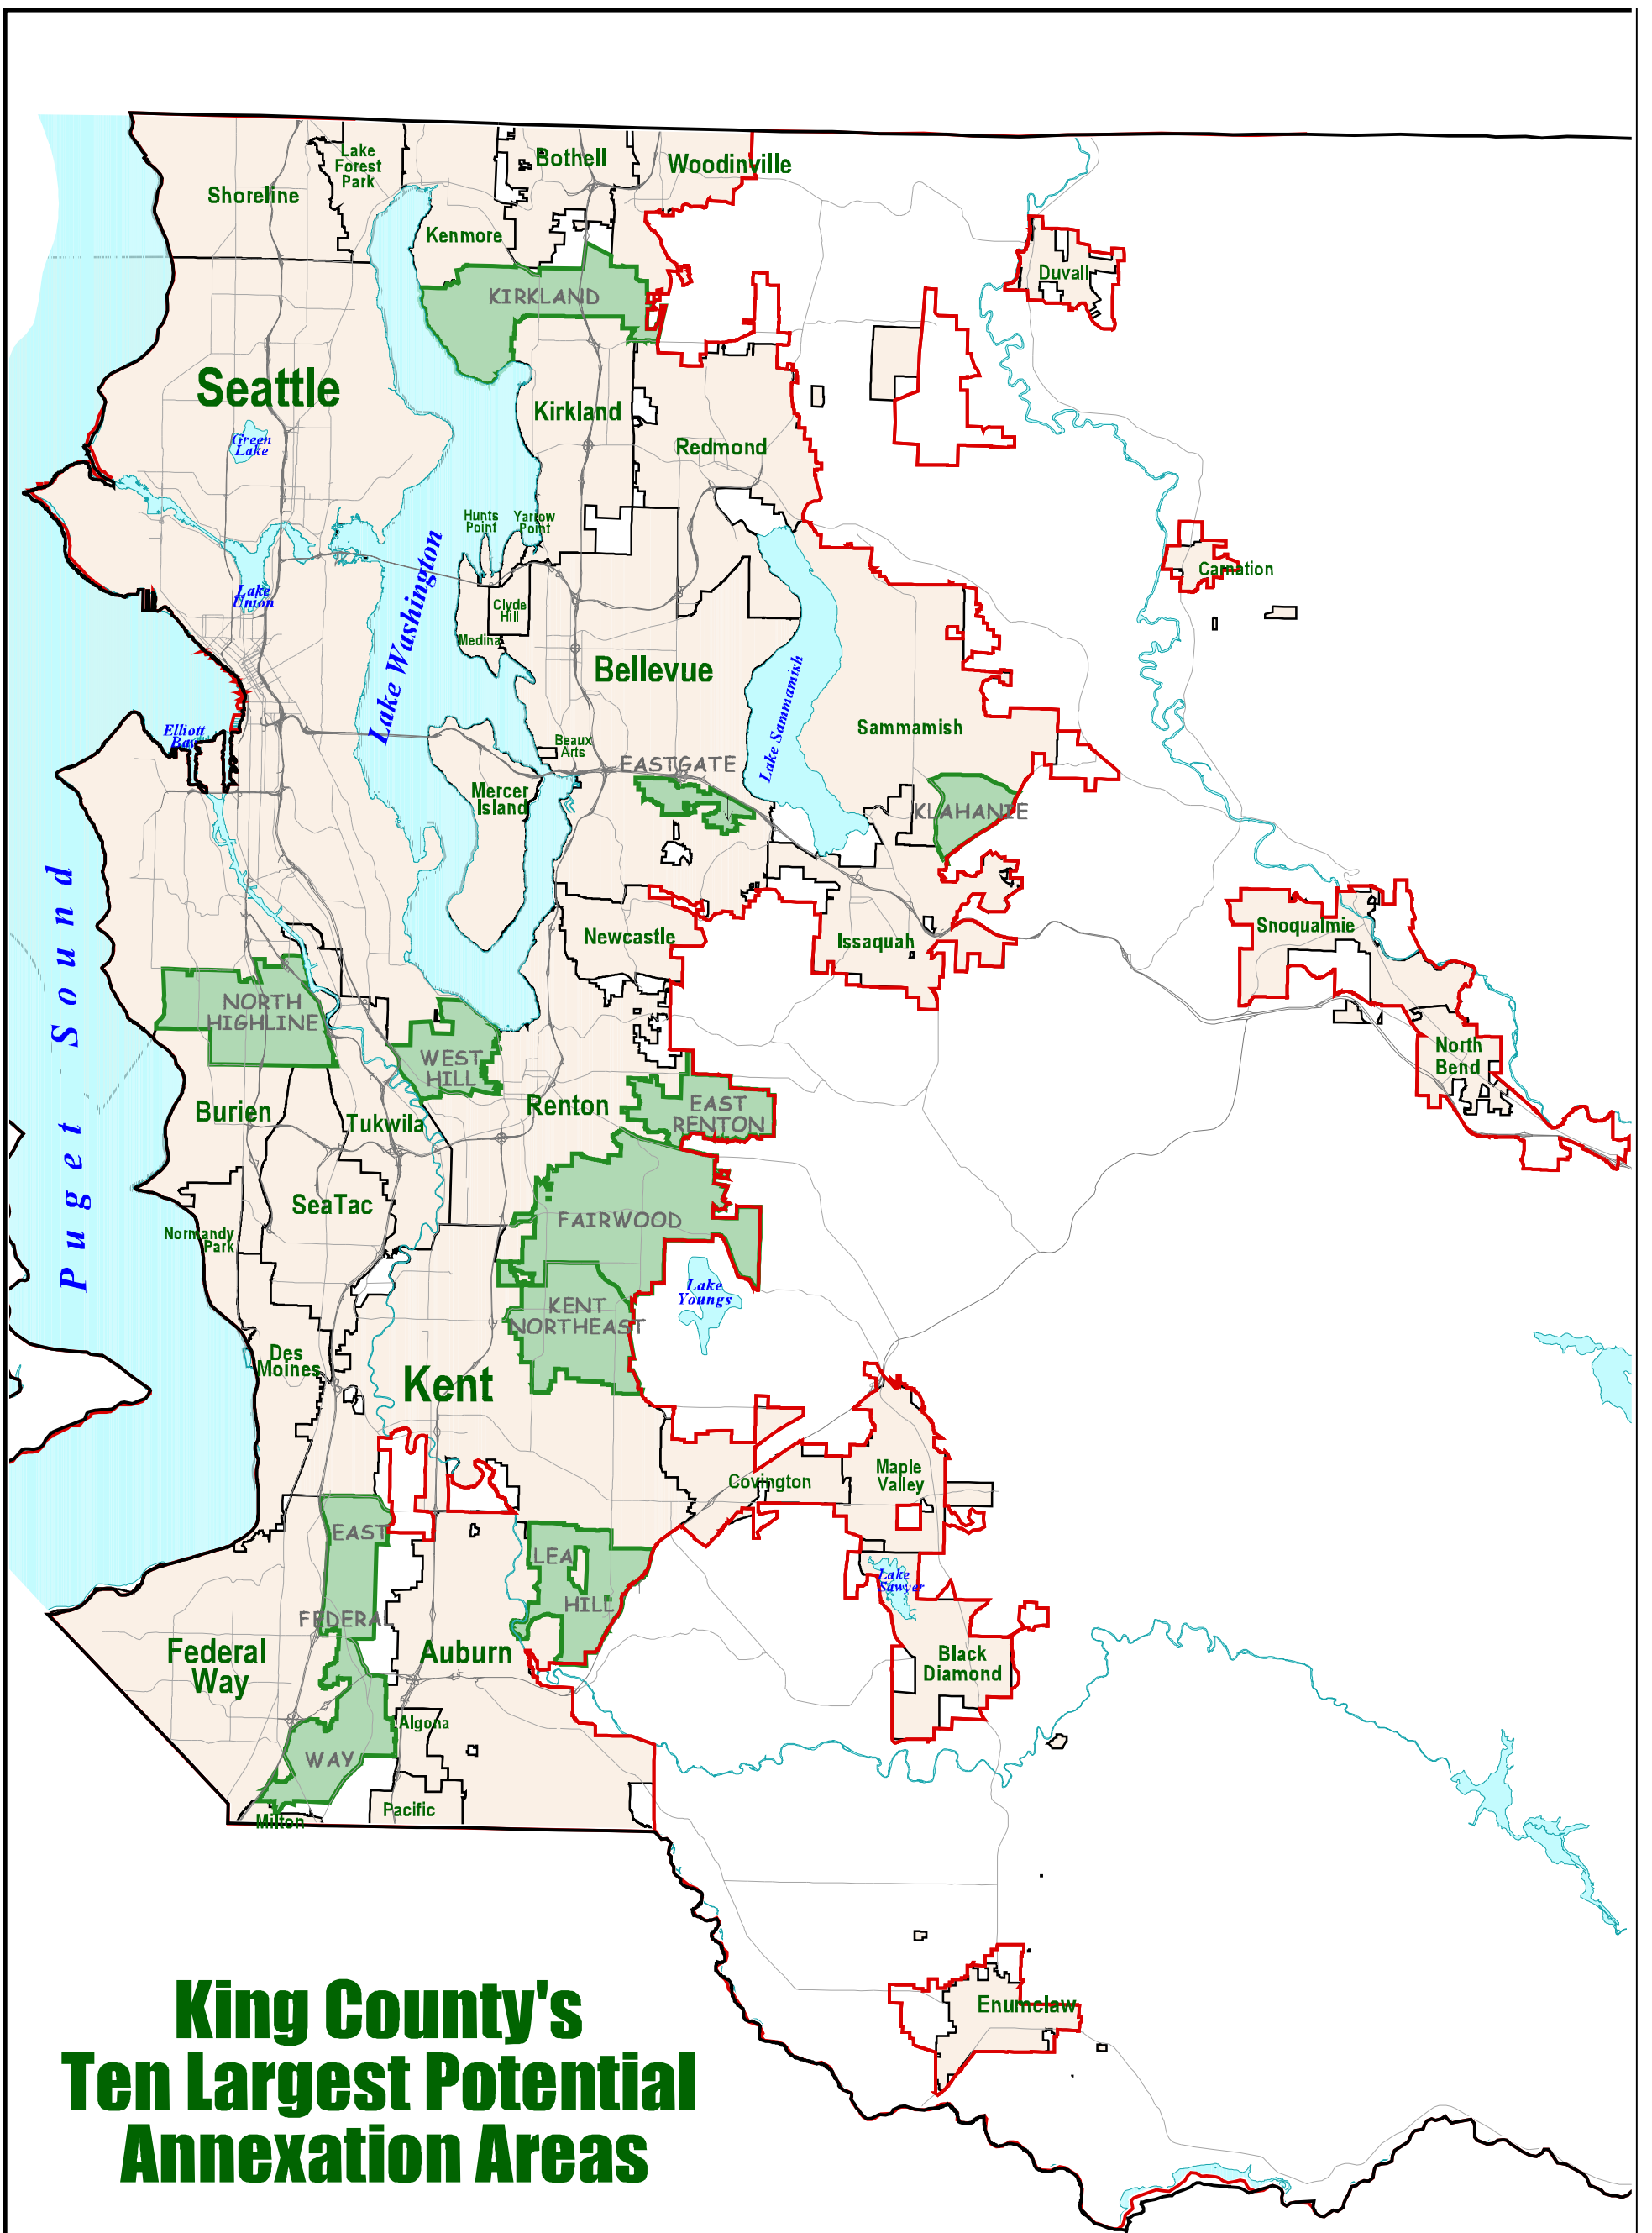 Lake
Forest
Park
Bothell
Woodinville
Shoreline
Kenmore
Duvall
KIRKLAND
Seattle
Kirkland
Green
Lake
Redmond
Hunts
Point
Yarrow
Point
Carnation
Lake
Union
Clyde
Hill
Medina
Lake Washington
Bellevue
Lake Sammamish
Sammamish
Elliott
Bay
Beaux
Arts
EASTGATE
Mercer
Island
KLAHANIE
Puget Sound
Newcastle
Issaquah
Snoqualmie
NORTH
HIGHLINE
WEST
HILL
North
Bend
Burien
Tukwila
Renton
EAST
RENTON
SeaTac
FAIRWOOD
Normandy
Park
Lake
Youngs
KENT
NORTHEAST
Des
Moines
Kent
Covington
Maple
Valley
EAST
LEA
HILL
Lake
Sawyer
FEDERAL
Federal
Way
Auburn
Black
Diamond
Algona
WAY
Pacific
Milton
Enumclaw
King County's
Ten Largest Potential
Annexation Areas